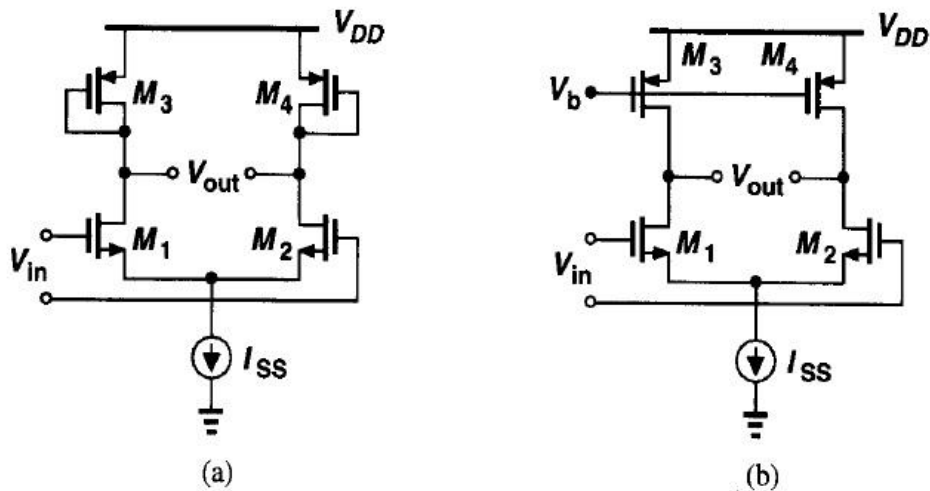 V_DD
M_3
M_4
V_out
M_1
M_2
V_in
I_SS
(a)
V_DD
M_3
M_4
V_b
V_out
M_1
M_2
V_in
I_SS
(b)